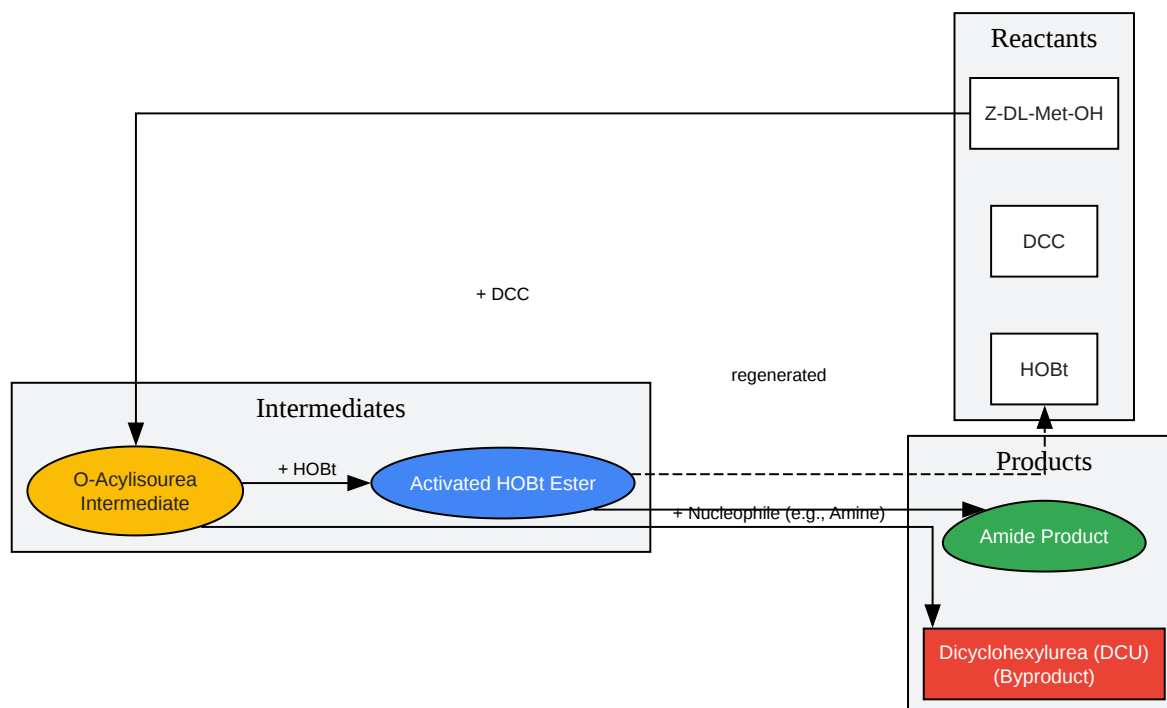 Reactants
Z-DL-Met-OH
DCC
+ DCC
HOBt
regenerated
Intermediates
O-Acylisourea
Intermediate
+ HOBt
Activated HOBt Ester
+ Nucleophile (e.g., Amine)
Products
Amide Product
Dicyclohexylurea (DCU)
(Byproduct)